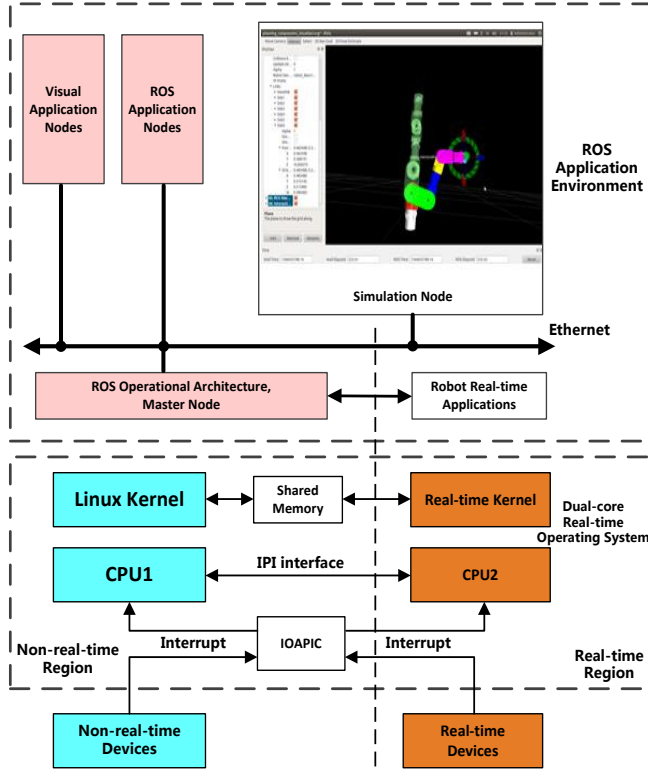 Visual
Application
Nodes
ROS
Application
Nodes
ROS
Application
Environment
Simulation Node
Ethernet
ROS Operational Architecture,
Master Node
Robot Real-time
Applications
Linux Kernel
Shared
Memory
Real-time Kernel
Dual-core
Real-time
Operating System
CPU1
IPI interface
CPU2
Interrupt
IOAPIC
Interrupt
Non-real-time
Region
Real-time
Region
Non-real-time
Devices
Real-time
Devices